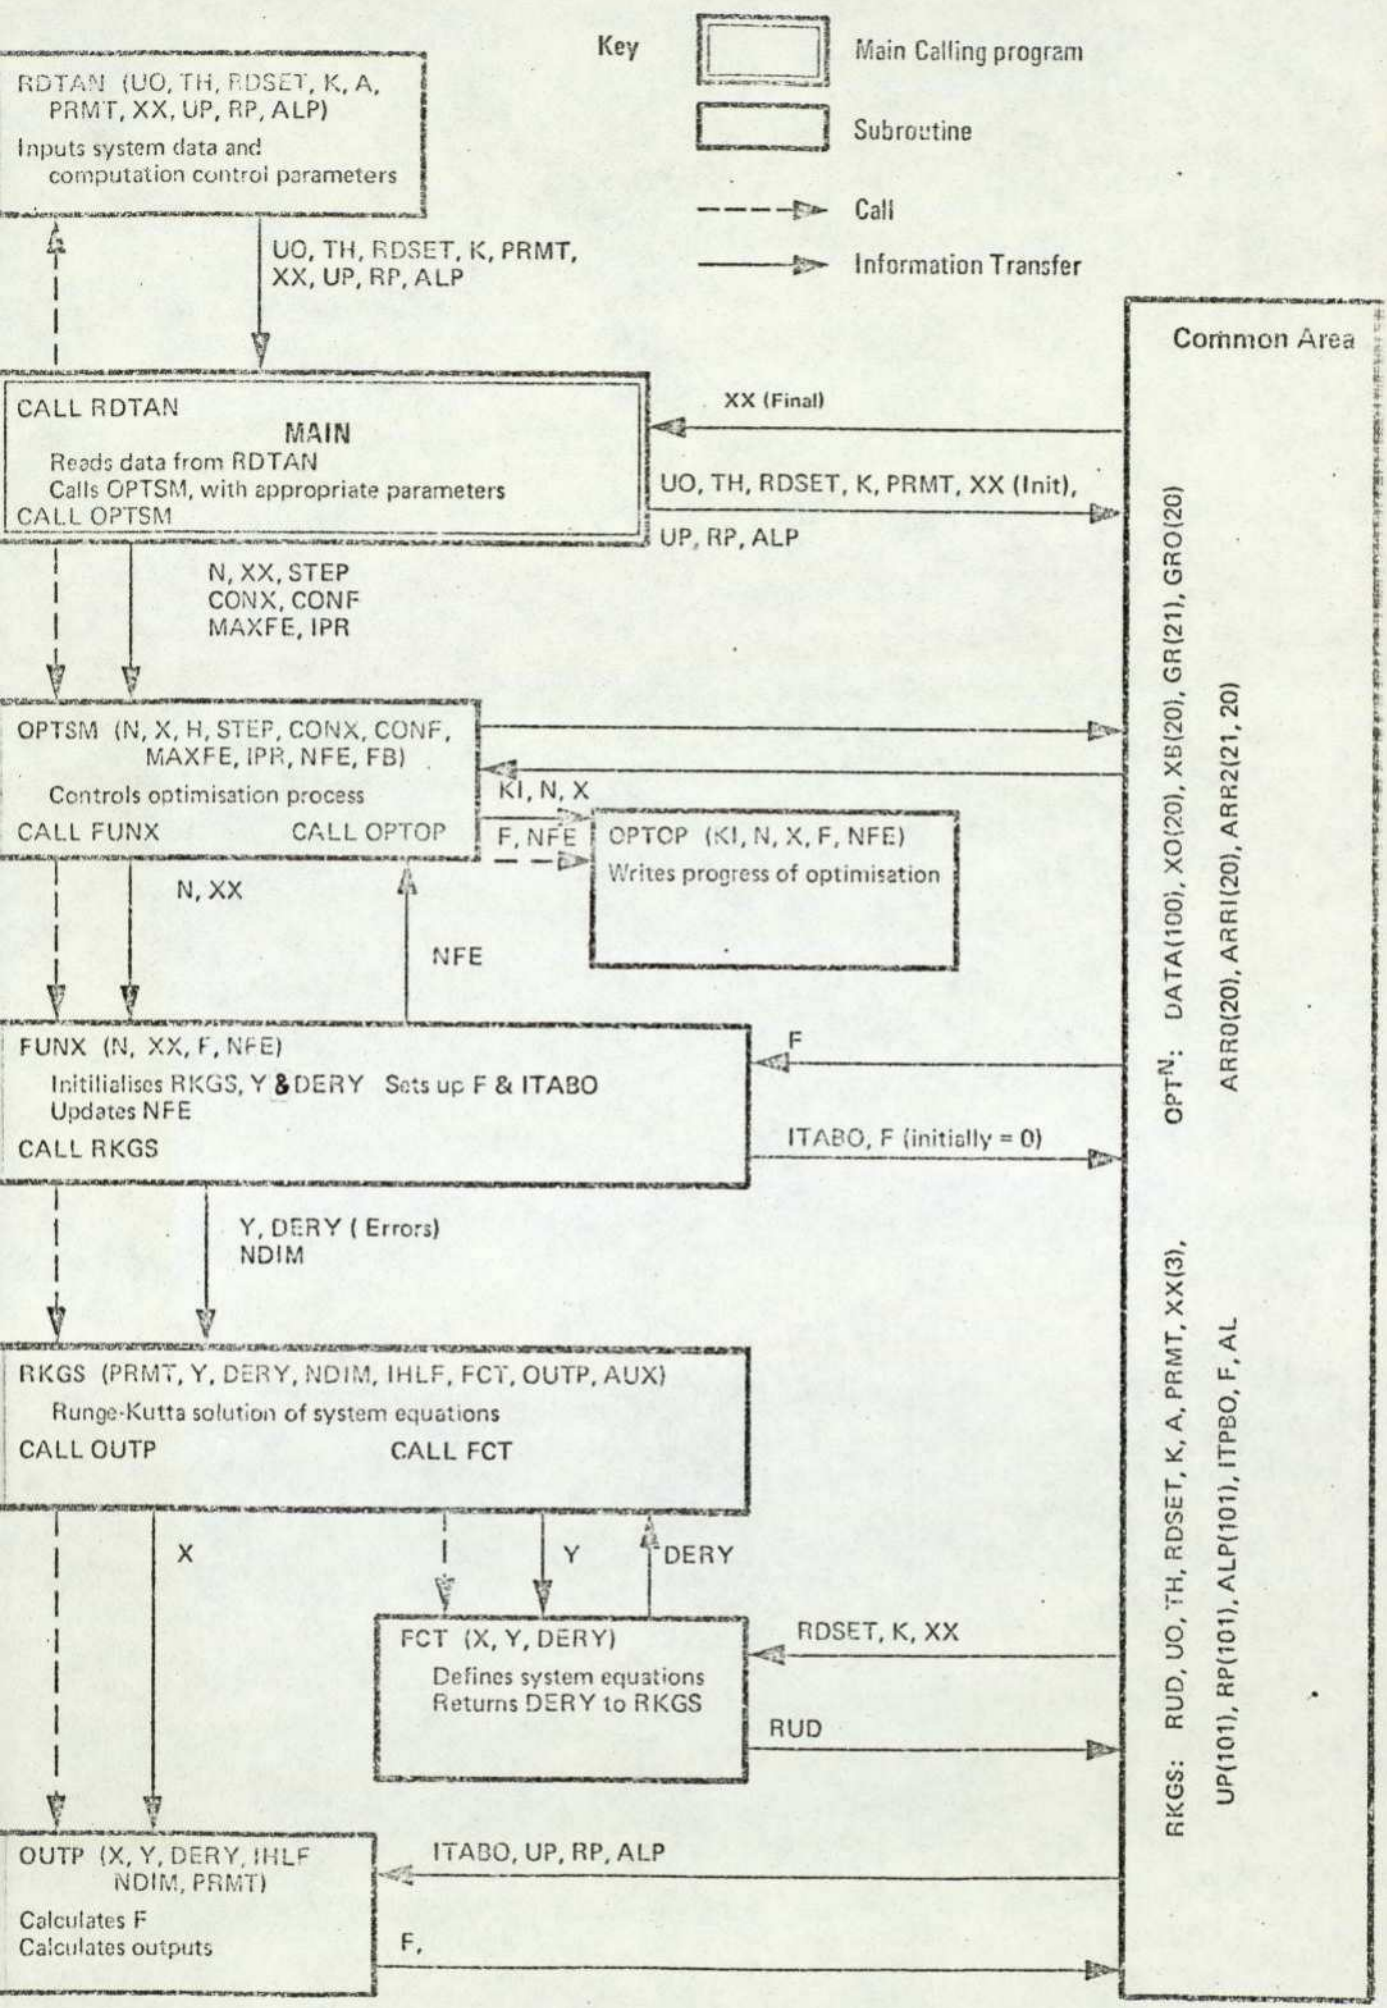 Key
Main Calling program
Subroutine
Call
Information Transfer
RDTAN (UO, TH, RDSET, K, A,
PRMT, XX, UP, RP, ALP)
Inputs system data and
computation control parameters
UO, TH, RDSET, K, PRMT,
XX, UP, RP, ALP
Common Area
CALL RDTAN
MAIN
Reads data from RDTAN
Calls OPTSM, with appropriate parameters
CALL OPTSM
XX (Final)
UO, TH, RDSET, K, PRMT, XX (Init),
UP, RP, ALP
N, XX, STEP
CONX, CONF
MAXFE, IPR
OPTSM (N, X, H, STEP, CONX, CONF,
MAXFE, IPR, NFE, FB)
Controls optimisation process
CALL FUNX CALL OPTOP
KI, N, X
F, NFE
OPTOP (KI, N, X, F, NFE)
Writes progress of optimisation
N, XX
NFE
FUNX (N, XX, F, NFE)
Initilialises RKGS, Y & DERY Sets up F & ITABO
Updates NFE
CALL RKGS
F
ITABO, F (initially = 0)
Y, DERY ( Errors)
NDIM
RKGS (PRMT, Y, DERY, NDIM, IHLF, FCT, OUTP, AUX)
Runge-Kutta solution of system equations
CALL OUTP CALL FCT
X
Y
DERY
FCT (X, Y, DERY)
Defines system equations
Returns DERY to RKGS
RDSET, K, XX
RUD
OUTP (X, Y, DERY, IHLF
NDIM, PRMT)
Calculates F
Calculates outputs
ITABO, UP, RP, ALP
F,
OPTN: DATA(100), XO(20), XB(20), GR(21), GRO(20)
ARRO(20), ARRI(20), ARR2(21, 20)
RKGS: RUD, UO, TH, RDSET, K, A, PRMT, XX(3),
UP(101), RP(101), ALP(101), ITPBO, F, AL